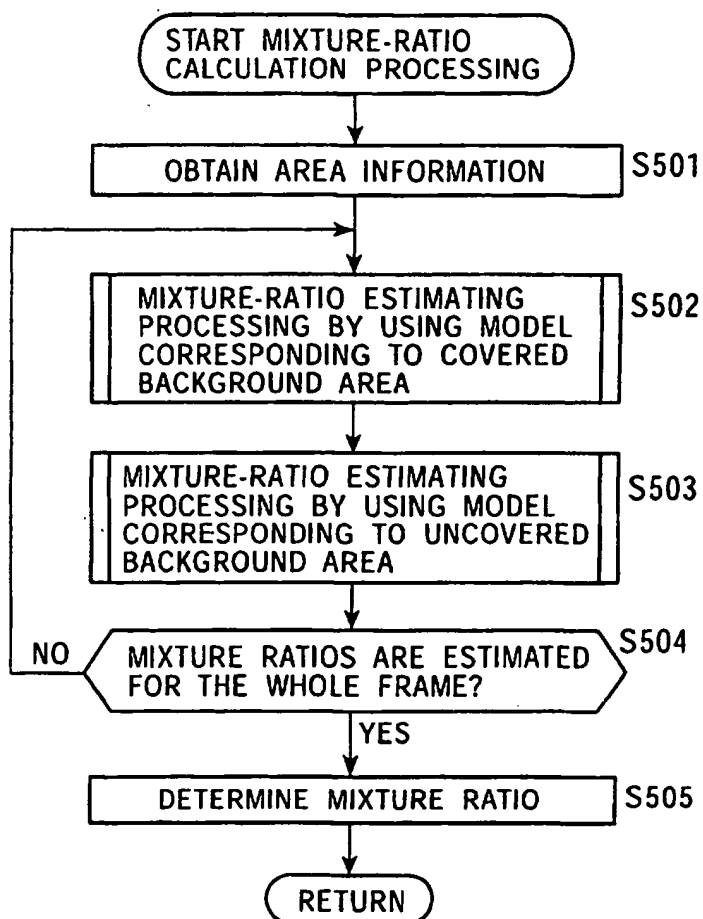 START MIXTURE-RATIO
CALCULATION PROCESSING
OBTAIN AREA INFORMATION
S501
MIXTURE-RATIO ESTIMATING
PROCESSING BY USING MODEL
CORRESPONDING TO COVERED
BACKGROUND AREA
S502
MIXTURE-RATIO ESTIMATING
PROCESSING BY USING MODEL
CORRESPONDING TO UNCOVERED
BACKGROUND AREA
S503
NO
MIXTURE RATIOS ARE ESTIMATED
FOR THE WHOLE FRAME?
S504
YES
DETERMINE MIXTURE RATIO
S505
RETURN